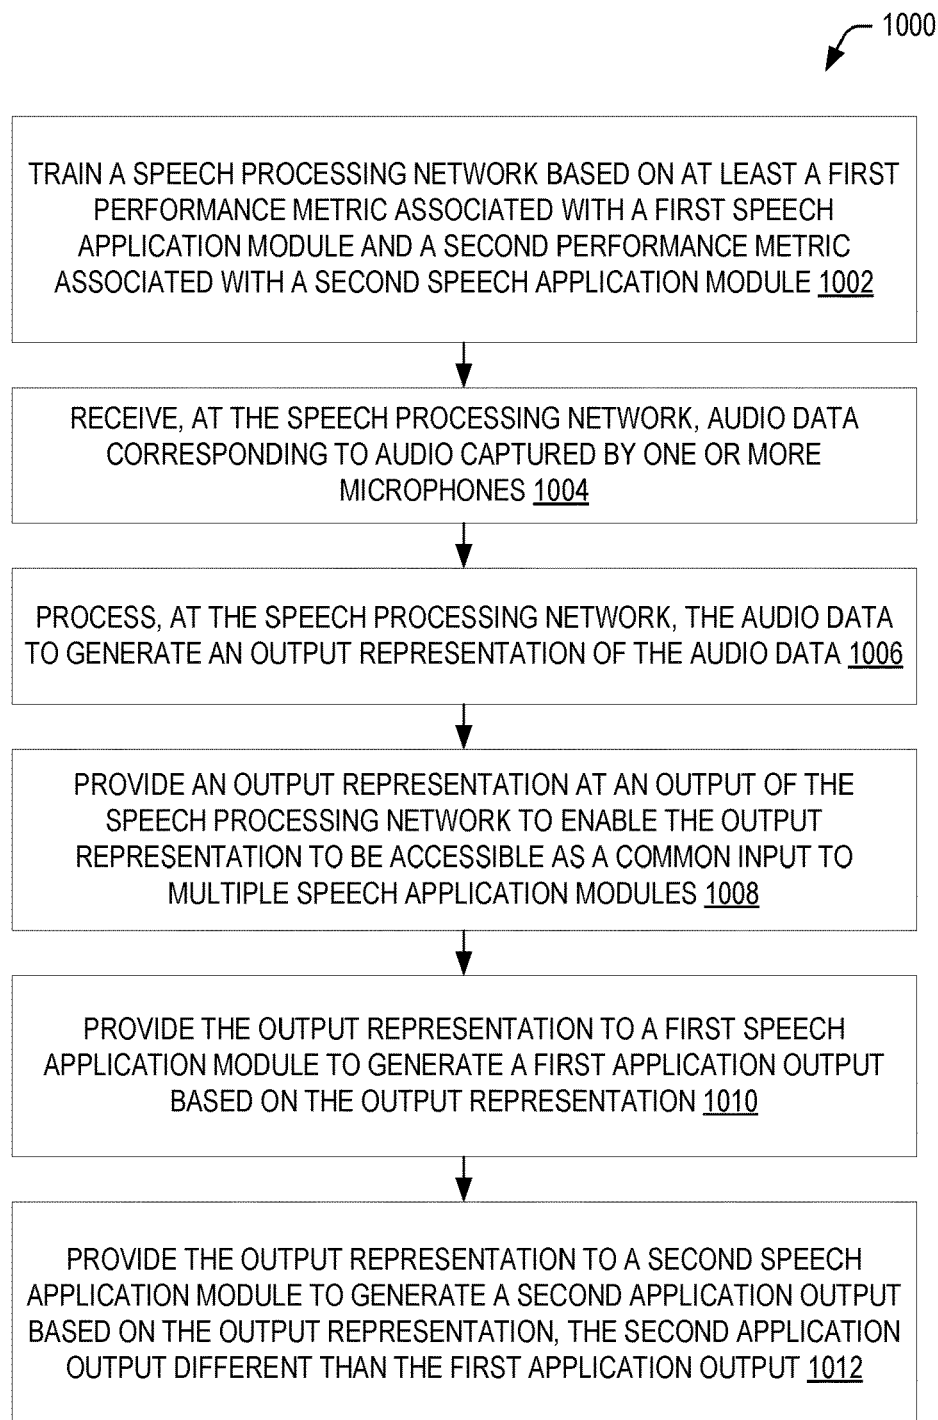 1000
TRAIN A SPEECH PROCESSING NETWORK BASED ON AT LEAST A FIRST
PERFORMANCE METRIC ASSOCIATED WITH A FIRST SPEECH
APPLICATION MODULE AND A SECOND PERFORMANCE METRIC
ASSOCIATED WITH A SECOND SPEECH APPLICATION MODULE 1002
RECEIVE, AT THE SPEECH PROCESSING NETWORK, AUDIO DATA
CORRESPONDING TO AUDIO CAPTURED BY ONE OR MORE
MICROPHONES 1004
PROCESS, AT THE SPEECH PROCESSING NETWORK, THE AUDIO DATA
TO GENERATE AN OUTPUT REPRESENTATION OF THE AUDIO DATA 1006
PROVIDE AN OUTPUT REPRESENTATION AT AN OUTPUT OF THE
SPEECH PROCESSING NETWORK TO ENABLE THE OUTPUT
REPRESENTATION TO BE ACCESSIBLE AS A COMMON INPUT TO
MULTIPLE SPEECH APPLICATION MODULES 1008
PROVIDE THE OUTPUT REPRESENTATION TO A FIRST SPEECH
APPLICATION MODULE TO GENERATE A FIRST APPLICATION OUTPUT
BASED ON THE OUTPUT REPRESENTATION 1010
PROVIDE THE OUTPUT REPRESENTATION TO A SECOND SPEECH
APPLICATION MODULE TO GENERATE A SECOND APPLICATION OUTPUT
BASED ON THE OUTPUT REPRESENTATION, THE SECOND APPLICATION
OUTPUT DIFFERENT THAN THE FIRST APPLICATION OUTPUT 1012